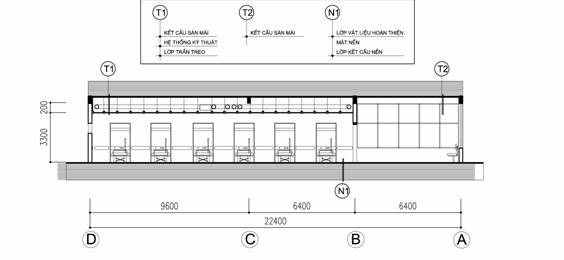 T1
T2
N1
KẾT CẤU SÀN MÁI
KẾT CẤU SÀN MÁI
LỚP VẬT LIỆU HOÀN THIỆN
HỆ THỐNG KỸ THUẬT
MẶT NỀN
LỚP TRẦN TREO
LỚP KẾT CẤU NỀN
T1
T2
200
3300
N1
9600
6400
6400
22400
D
C
B
A